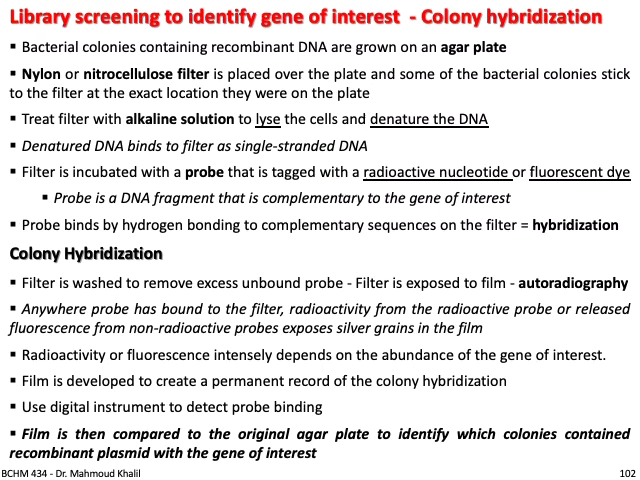 Library screening to identify gene of interest - Colony hybridization
▪ Bacterial colonies containing recombinant DNA are grown on an agar plate
▪ Nylon or nitrocellulose filter is placed over the plate and some of the bacterial colonies stick
to the filter at the exact location they were on the plate
▪ Treat filter with alkaline solution to lyse the cells and denature the DNA
▪ Denatured DNA binds to filter as single-stranded DNA
▪ Filter is incubated with a probe that is tagged with a radioactive nucleotide or fluorescent dye
▪ Probe is a DNA fragment that is complementary to the gene of interest
▪ Probe binds by hydrogen bonding to complementary sequences on the filter = hybridization
Colony Hybridization
▪ Filter is washed to remove excess unbound probe - Filter is exposed to film - autoradiography
▪ Anywhere probe has bound to the filter, radioactivity from the radioactive probe or released
fluorescence from non-radioactive probes exposes silver grains in the film
▪ Radioactivity or fluorescence intensely depends on the abundance of the gene of interest.
▪ Film is developed to create a permanent record of the colony hybridization
▪ Use digital instrument to detect probe binding
▪ Film is then compared to the original agar plate to identify which colonies contained
recombinant plasmid with the gene of interest
BCHM 434 - Dr. Mahmoud Khalil
102